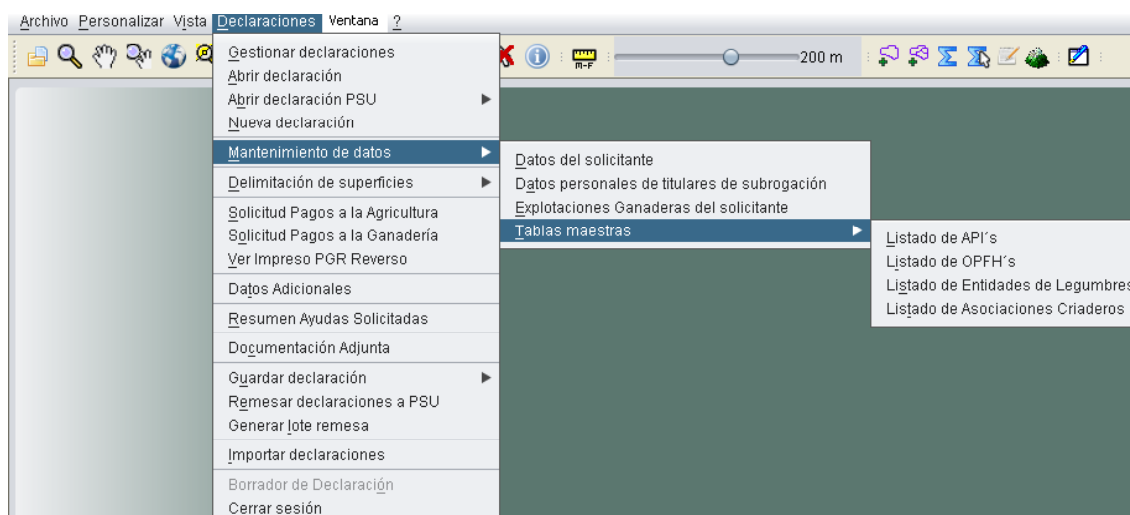 Archivo Personalizar Vista Declaraciones Ventana ?
m-F
200 m
Gestionar declaraciones
Abrir declaración
Abrir declaración PSU
Nueva declaración
Mantenimiento de datos
Delimitación de superficies
Solicitud Pagos a la Agricultura
Solicitud Pagos a la Ganadería
Ver Impreso PGR Reverso
Datos Adicionales
Resumen Ayudas Solicitadas
Documentación Adjunta
Guardar declaración
Remesar declaraciones a PSU
Generar lote remesa
Importar declaraciones
Borrador de Declaración
Cerrar sesión
Datos del solicitante
Datos personales de titulares de subrogación
Explotaciones Ganaderas del solicitante
Tablas maestras
Listado de API´s
Listado de OPFH´s
Listado de Entidades de Legumbres
Listado de Asociaciones Criaderos